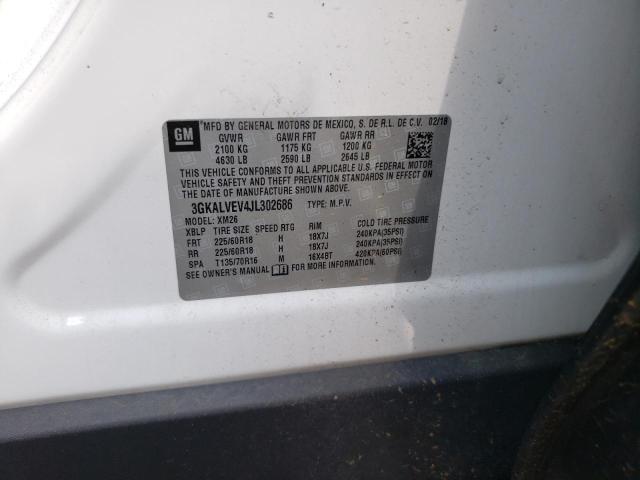 GM MFD BY GENERAL MOTORS DE MEXICO, S. DE R.L. DE C.V. 02/18
GVWR GAWR FRT GAWR RR
2100 KG 1175 KG 1200 KG
4630 LB 2590 LB 2645 LB
THIS VEHICLE CONFORMS TO ALL APPLICABLE U.S. FEDERAL MOTOR
VEHICLE SAFETY, BUMPER, AND THEFT PREVENTION STANDARDS IN EFFECT ON
THE DATE OF MANUFACTURE SHOWN ABOVE.
3GKALVEV4JL302686 TYPE: M.P.V.
MODEL: XM26
XBLP TIRE SIZE SPEED RTG RIM COLD TIRE PRESSURE
FRT 225/60R18 H 18X7J 240KPA(35PSI)
RR 225/60R18 H 18X7J 240KPA(35PSI)
SPA T135/70R16 M 16X4BT 420KPA(60PSI)
SEE OWNER'S MANUAL FOR MORE INFORMATION.